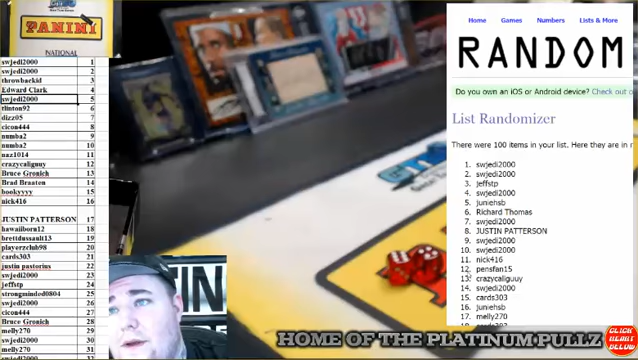 PANINI
NATIONAL
swjedi2000 1
swjedi2000 2
throwbackid 3
Edward Clark 4
swjedi2000 5
tlinton92 6
dizz05 7
cicon444 8
numba2 9
numba2 10
naz1014 11
crazycaligauy 12
Bruce Gronich 13
Brad Braaten 14
bookyyyy 15
nick416 16
JUSTIN PATTERSON 17
hawaiiborn12 18
brettdussault13 19
playerzclub98 20
cards303 21
justin pastorius 22
swjedi2000 23
jeffstp 24
strongminded0804 25
swjedi2000 26
cicon444 27
Bruce Gronich 28
melly270 29
swjedi2000 30
melly270 31
Home Games Numbers Lists & More
RANDOM
Do you own an iOS or Android device? Check out
List Randomizer
There were 100 items in your list. Here they are in
1. swjedi2000
2. swjedi2000
3. jeffstp
4. swjedi2000
5. juniehsb
6. Richard Thomas
7. swjedi2000
8. JUSTIN PATTERSON
9. swjedi2000
10. swjedi2000
11. nick416
12. pensfan15
13. crazycaliguuy
14. swjedi2000
15. cards303
16. juniehsb
17. melly270
HOME OF THE PLATINUM PULLZ
CLICK
HEART
BELOW